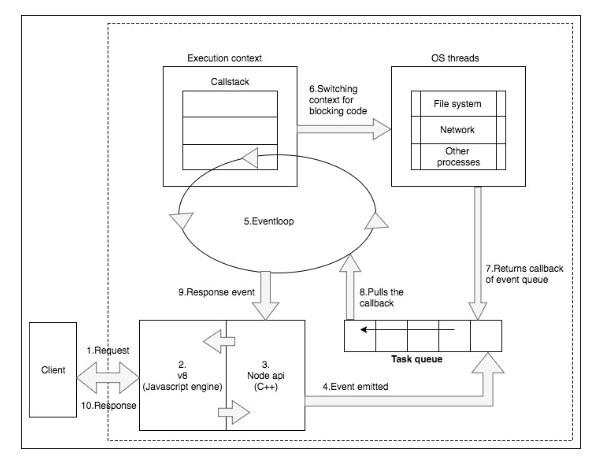 Execution context
OS threads
Callstack
6.Switching
context for
blocking code
File system
Network
Other
processes
5.Eventloop
7.Returns callback
of event queue
9.Response event
8.Pulls the
callback
1.Request
Client
2.
v8
(Javascript engine)
3.
Node api
(C++)
Task queue
4.Event emitted
10.Response